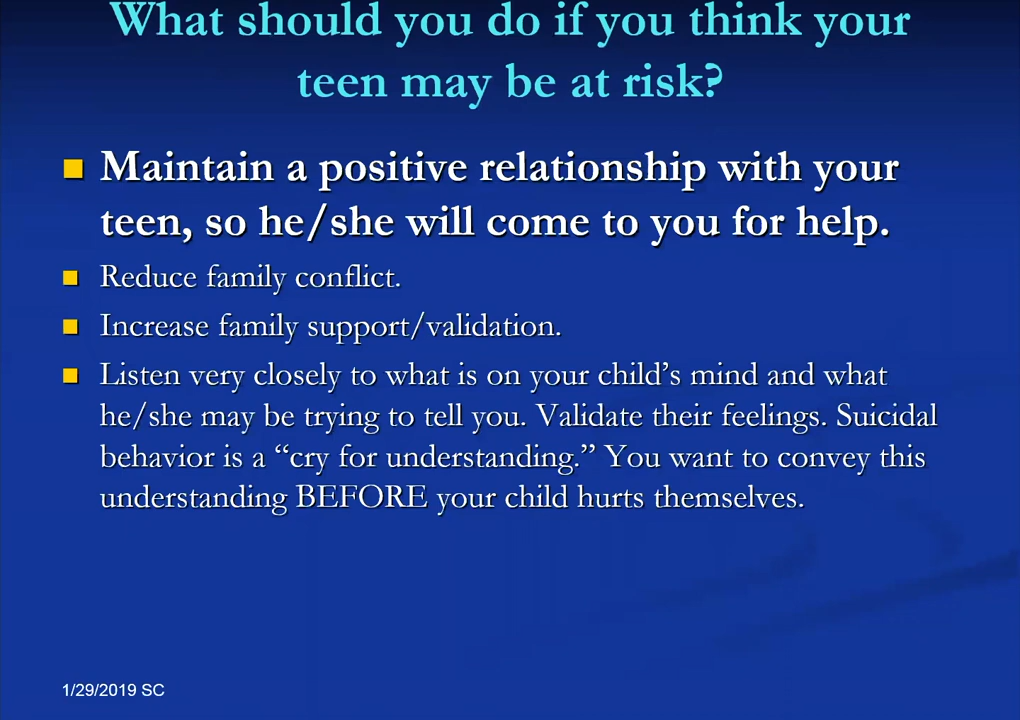 What should you do if you think your
teen may be at risk?
Maintain a positive relationship with your
teen, so he/she will come to you for help.
Reduce family conflict.
Increase family support/validation.
Listen very closely to what is on your child’s mind and what
he/she may be trying to tell you. Validate their feelings. Suicidal
behavior is a “cry for understanding.” You want to convey this
understanding BEFORE your child hurts themselves.
1/29/2019 SC